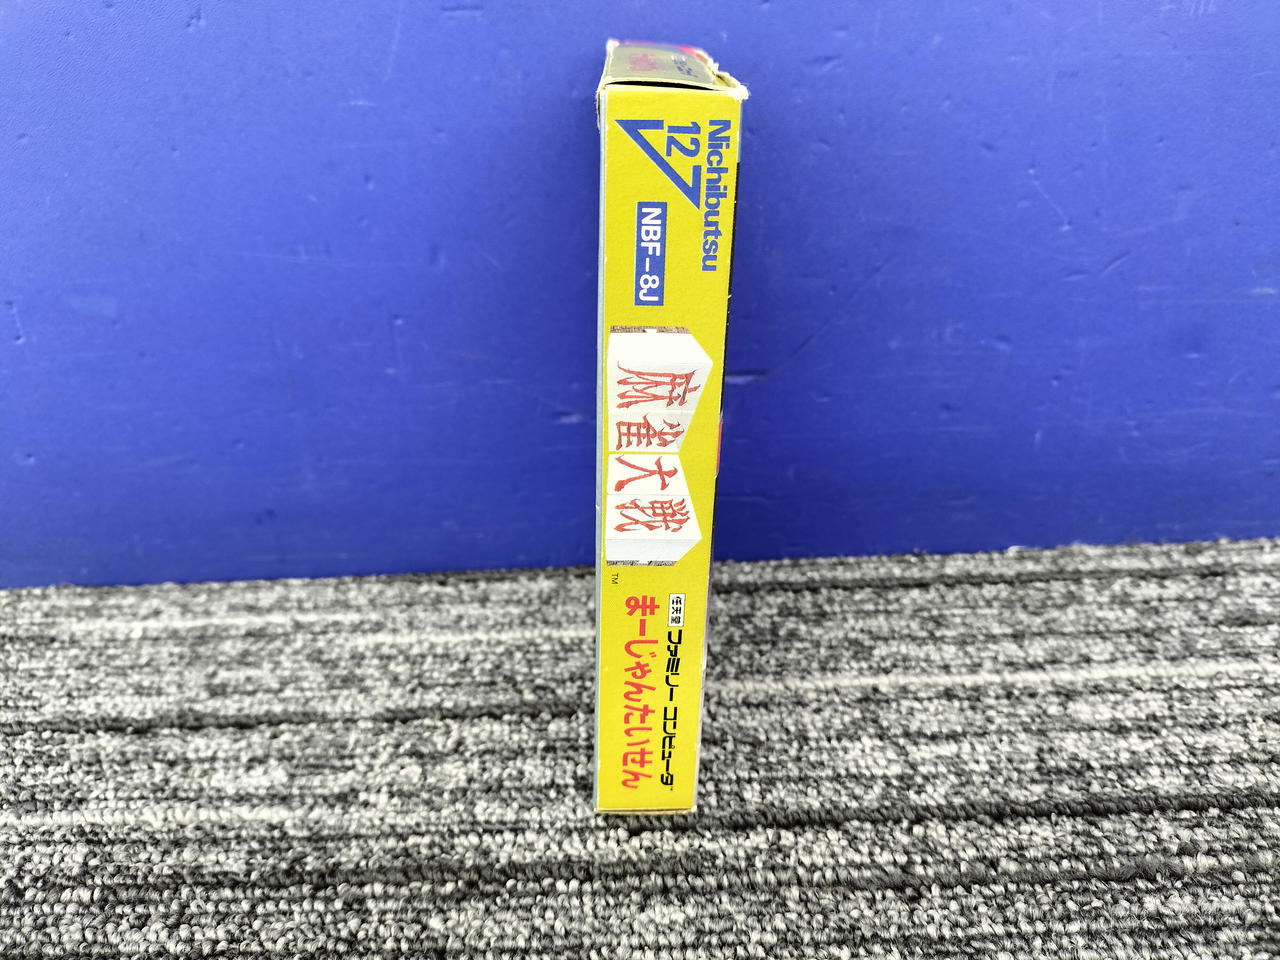 Nichibutsu
12
NBF-8J
麻雀大戦
TM
任天堂
ファミリーコンピュータ
まーじゃんたいせん